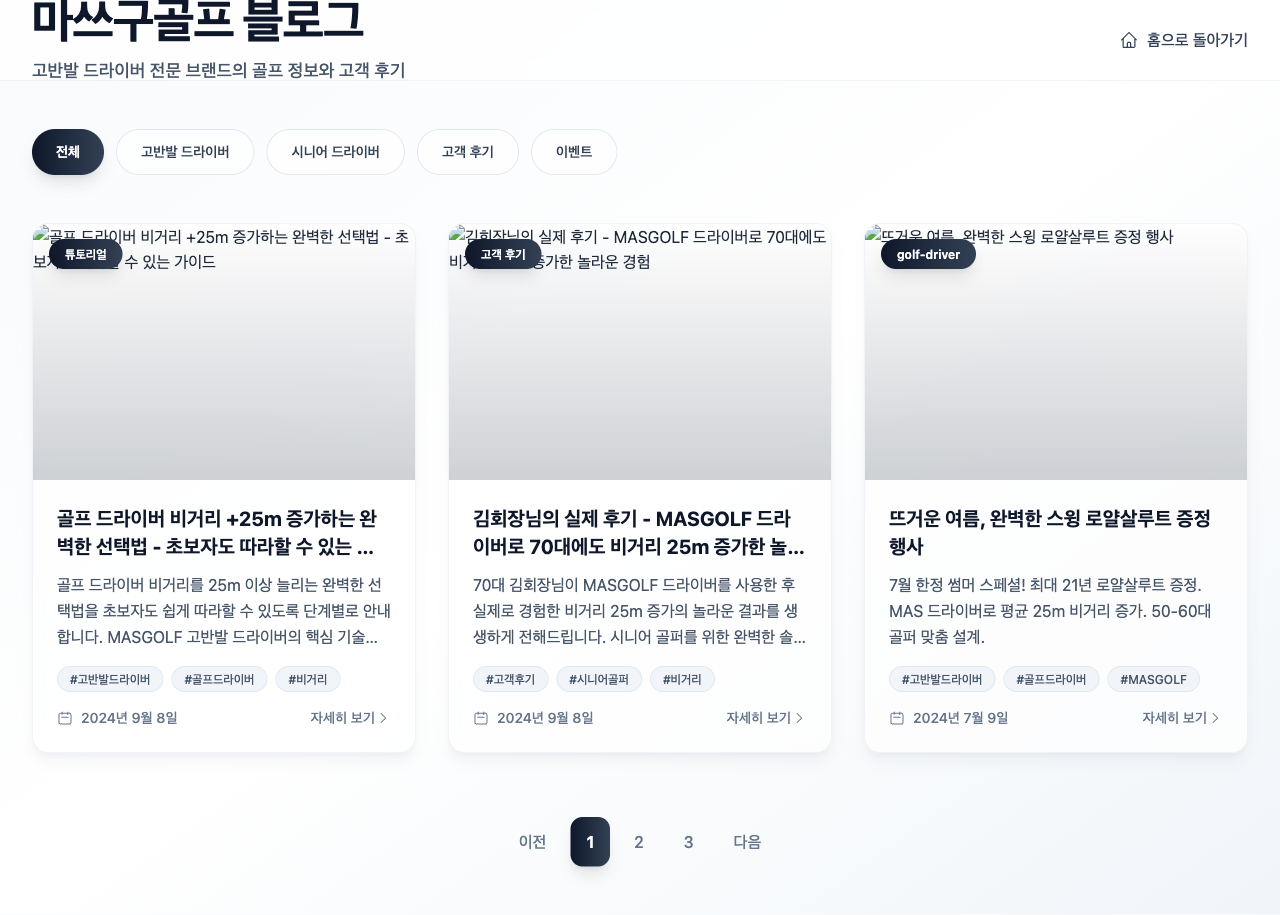 마쓰구골프 블로그
고반발 드라이버 전문 브랜드의 골프 정보와 고객 후기
홈으로 돌아가기
전체
고반발 드라이버
시니어 드라이버
고객 후기
이벤트
골프 드라이버 비거리 +25m 증가하는 완벽한 선택법 - 초
수 있는 가이드
튜토리얼
골프 드라이버 비거리 +25m 증가하는 완
벽한 선택법 - 초보자도 따라할 수 있는 ...
골프 드라이버 비거리를 25m 이상 늘리는 완벽한 선
택법을 초보자도 쉽게 따라할 수 있도록 단계별로 안내
합니다. MASGOLF 고반발 드라이버의 핵심 기술...
#고반발드라이버
#골프드라이버
#비거리
2024년 9월 8일
자세히 보기
김회장님의 실제 후기 - MASGOLF 드라이버로 70대에도
증가한 놀라운 경험
고객 후기
김회장님의 실제 후기 - MASGOLF 드라
이버로 70대에도 비거리 25m 증가한 놀...
70대 김회장님이 MASGOLF 드라이버를 사용한 후
실제로 경험한 비거리 25m 증가의 놀라운 결과를 생
생하게 전해드립니다. 시니어 골퍼를 위한 완벽한 솔...
#고객후기
#시니어골퍼
#비거리
2024년 9월 8일
자세히 보기
뜨거운 여름, 완벽한 스윙 로얄살루트 증정 행사
golf-driver
뜨거운 여름, 완벽한 스윙 로얄살루트 증정
행사
7월 한정 썸머 스페셜! 최대 21년 로얄살루트 증정.
MAS 드라이버로 평균 25m 비거리 증가. 50-60대
골퍼 맞춤 설계.
#고반발드라이버
#골프드라이버
#MASGOLF
2024년 7월 9일
자세히 보기
이전 1 2 3 다음